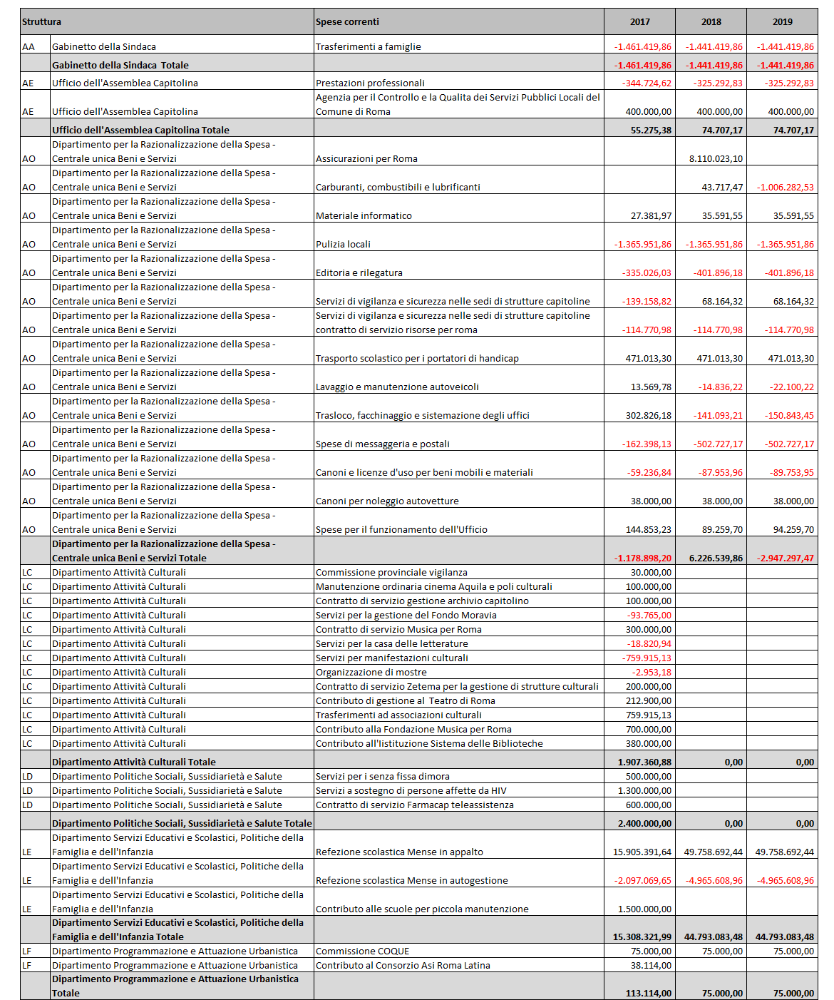 Struttura Spese correnti 2017 2018 2019
AA Gabinetto della Sindaca Trasferimenti a famiglie -1.461.419,86 -1.441.419,86 -1.441.419,86
Gabinetto della Sindaca Totale -1.461.419,86 -1.441.419,86 -1.441.419,86
AE Ufficio dell'Assemblea Capitolina Prestazioni professionali -344.724,62 -325.292,83 -325.292,83
Agenzia per il Controllo e la Qualita dei Servizi Pubblici Locali del
AE Ufficio dell'Assemblea Capitolina Comune di Roma 400.000,00 400.000,00 400.000,00
Ufficio dell'Assemblea Capitolina Totale 55.275,38 74.707,17 74.707,17
Dipartimento per la Razionalizzazione della Spesa -
AO Centrale unica Beni e Servizi Assicurazioni per Roma 8.110.023,10
Dipartimento per la Razionalizzazione della Spesa -
AO Centrale unica Beni e Servizi Carburanti, combustibili e lubrificanti 43.717,47 -1.006.282,53
Dipartimento per la Razionalizzazione della Spesa -
AO Centrale unica Beni e Servizi Materiale informatico 27.381,97 35.591,55 35.591,55
Dipartimento per la Razionalizzazione della Spesa -
AO Centrale unica Beni e Servizi Pulizia locali -1.365.951,86 -1.365.951,86 -1.365.951,86
Dipartimento per la Razionalizzazione della Spesa -
AO Centrale unica Beni e Servizi Editoria e rilegatura -335.026,03 -401.896,18 -401.896,18
Dipartimento per la Razionalizzazione della Spesa -
AO Centrale unica Beni e Servizi Servizi di vigilanza e sicurezza nelle sedi di strutture capitoline -139.158,82 68.164,32 68.164,32
Dipartimento per la Razionalizzazione della Spesa - Servizi di vigilanza e sicurezza nelle sedi di strutture capitoline
AO Centrale unica Beni e Servizi contratto di servizio risorse per roma -114.770,98 -114.770,98 -114.770,98
Dipartimento per la Razionalizzazione della Spesa -
AO Centrale unica Beni e Servizi Trasporto scolastico per i portatori di handicap 471.013,30 471.013,30 471.013,30
Dipartimento per la Razionalizzazione della Spesa -
AO Centrale unica Beni e Servizi Lavaggio e manutenzione autoveicoli 13.569,78 -14.836,22 -22.100,22
Dipartimento per la Razionalizzazione della Spesa -
AO Centrale unica Beni e Servizi Trasloco, facchinaggio e sistemazione degli uffici 302.826,18 -141.093,21 -150.843,45
Dipartimento per la Razionalizzazione della Spesa -
AO Centrale unica Beni e Servizi Spese di messaggeria e postali -162.398,13 -502.727,17 -502.727,17
Dipartimento per la Razionalizzazione della Spesa -
AO Centrale unica Beni e Servizi Canoni e licenze d'uso per beni mobili e materiali -59.236,84 -87.953,96 -89.753,95
Dipartimento per la Razionalizzazione della Spesa -
AO Centrale unica Beni e Servizi Canoni per noleggio autovetture 38.000,00 38.000,00 38.000,00
Dipartimento per la Razionalizzazione della Spesa -
AO Centrale unica Beni e Servizi Spese per il funzionamento dell'Ufficio 144.853,23 89.259,70 94.259,70
Dipartimento per la Razionalizzazione della Spesa -
Centrale unica Beni e Servizi Totale -1.178.898,20 6.226.539,86 -2.947.297,47
LC Dipartimento Attività Culturali Commissione provinciale vigilanza 30.000,00
LC Dipartimento Attività Culturali Manutenzione ordinaria cinema Aquila e poli culturali 100.000,00
LC Dipartimento Attività Culturali Contratto di servizio gestione archivio capitolino 100.000,00
LC Dipartimento Attività Culturali Servizi per la gestione del Fondo Moravia -93.765,00
LC Dipartimento Attività Culturali Contratto di servizio Musica per Roma 300.000,00
LC Dipartimento Attività Culturali Servizi per la casa delle letterature -18.820,94
LC Dipartimento Attività Culturali Servizi per manifestazioni culturali -759.915,13
LC Dipartimento Attività Culturali Organizzazione di mostre -2.953,18
LC Dipartimento Attività Culturali Contratto di servizio Zetema per la gestione di strutture culturali 200.000,00
LC Dipartimento Attività Culturali Contributo di gestione al Teatro di Roma 212.900,00
LC Dipartimento Attività Culturali Trasferimenti ad associazioni culturali 759.915,13
LC Dipartimento Attività Culturali Contributo alla Fondazione Musica per Roma 700.000,00
LC Dipartimento Attività Culturali Contributo all'Iistituzione Sistema delle Biblioteche 380.000,00
Dipartimento Attività Culturali Totale 1.907.360,88 0,00 0,00
LD Dipartimento Politiche Sociali, Sussidiarietà e Salute Servizi per i senza fissa dimora 500.000,00
LD Dipartimento Politiche Sociali, Sussidiarietà e Salute Servizi a sostegno di persone affette da HIV 1.300.000,00
LD Dipartimento Politiche Sociali, Sussidiarietà e Salute Contratto di servizio Farmacap teleassistenza 600.000,00
Dipartimento Politiche Sociali, Sussidiarietà e Salute Totale 2.400.000,00 0,00 0,00
Dipartimento Servizi Educativi e Scolastici, Politiche della
LE Famiglia e dell'Infanzia Refezione scolastica Mense in appalto 15.905.391,64 49.758.692,44 49.758.692,44
Dipartimento Servizi Educativi e Scolastici, Politiche della
LE Famiglia e dell'Infanzia Refezione scolastica Mense in autogestione -2.097.069,65 -4.965.608,96 -4.965.608,96
Dipartimento Servizi Educativi e Scolastici, Politiche della
LE Famiglia e dell'Infanzia Contributo alle scuole per piccola manutenzione 1.500.000,00
Dipartimento Servizi Educativi e Scolastici, Politiche della
Famiglia e dell'Infanzia Totale 15.308.321,99 44.793.083,48 44.793.083,48
LF Dipartimento Programmazione e Attuazione Urbanistica Commissione COQUE 75.000,00 75.000,00 75.000,00
LF Dipartimento Programmazione e Attuazione Urbanistica Contributo al Consorzio Asi Roma Latina 38.114,00
Dipartimento Programmazione e Attuazione Urbanistica
Totale 113.114,00 75.000,00 75.000,00